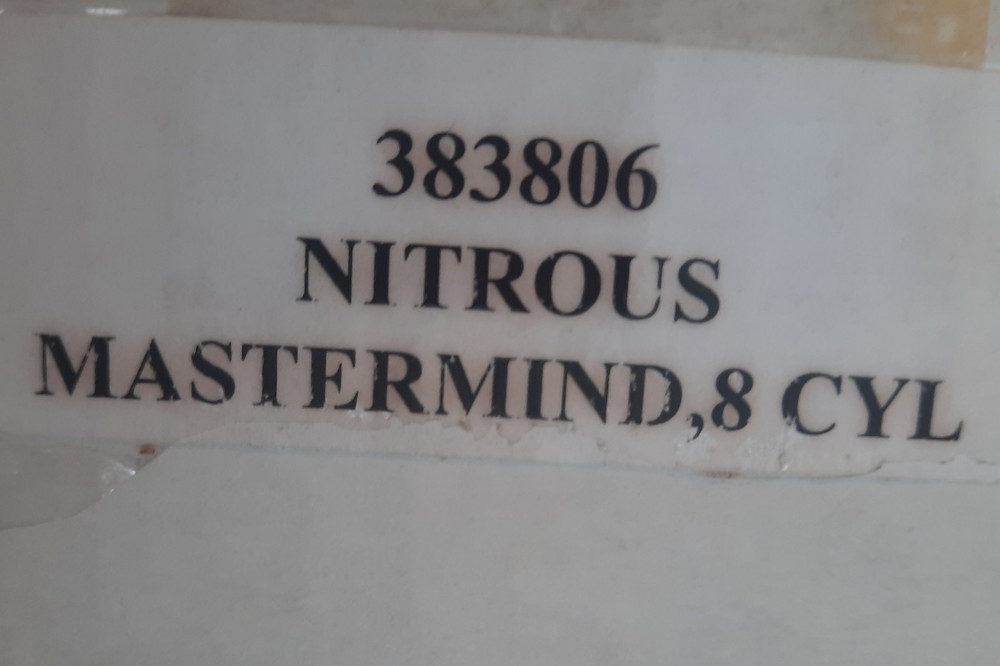 383806
NITROUS
MASTERMIND,8 CYL